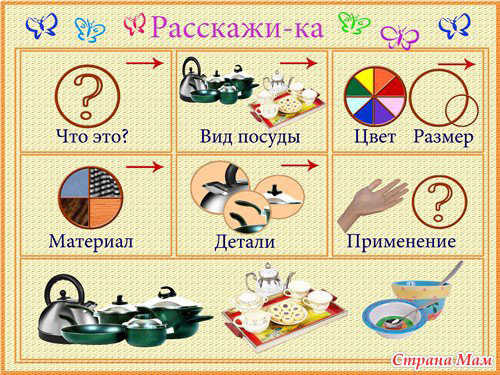 Расскажи-ка
Что это?
Вид посуды
Цвет Размер
Материал
Детали
Применение
Страна Мам